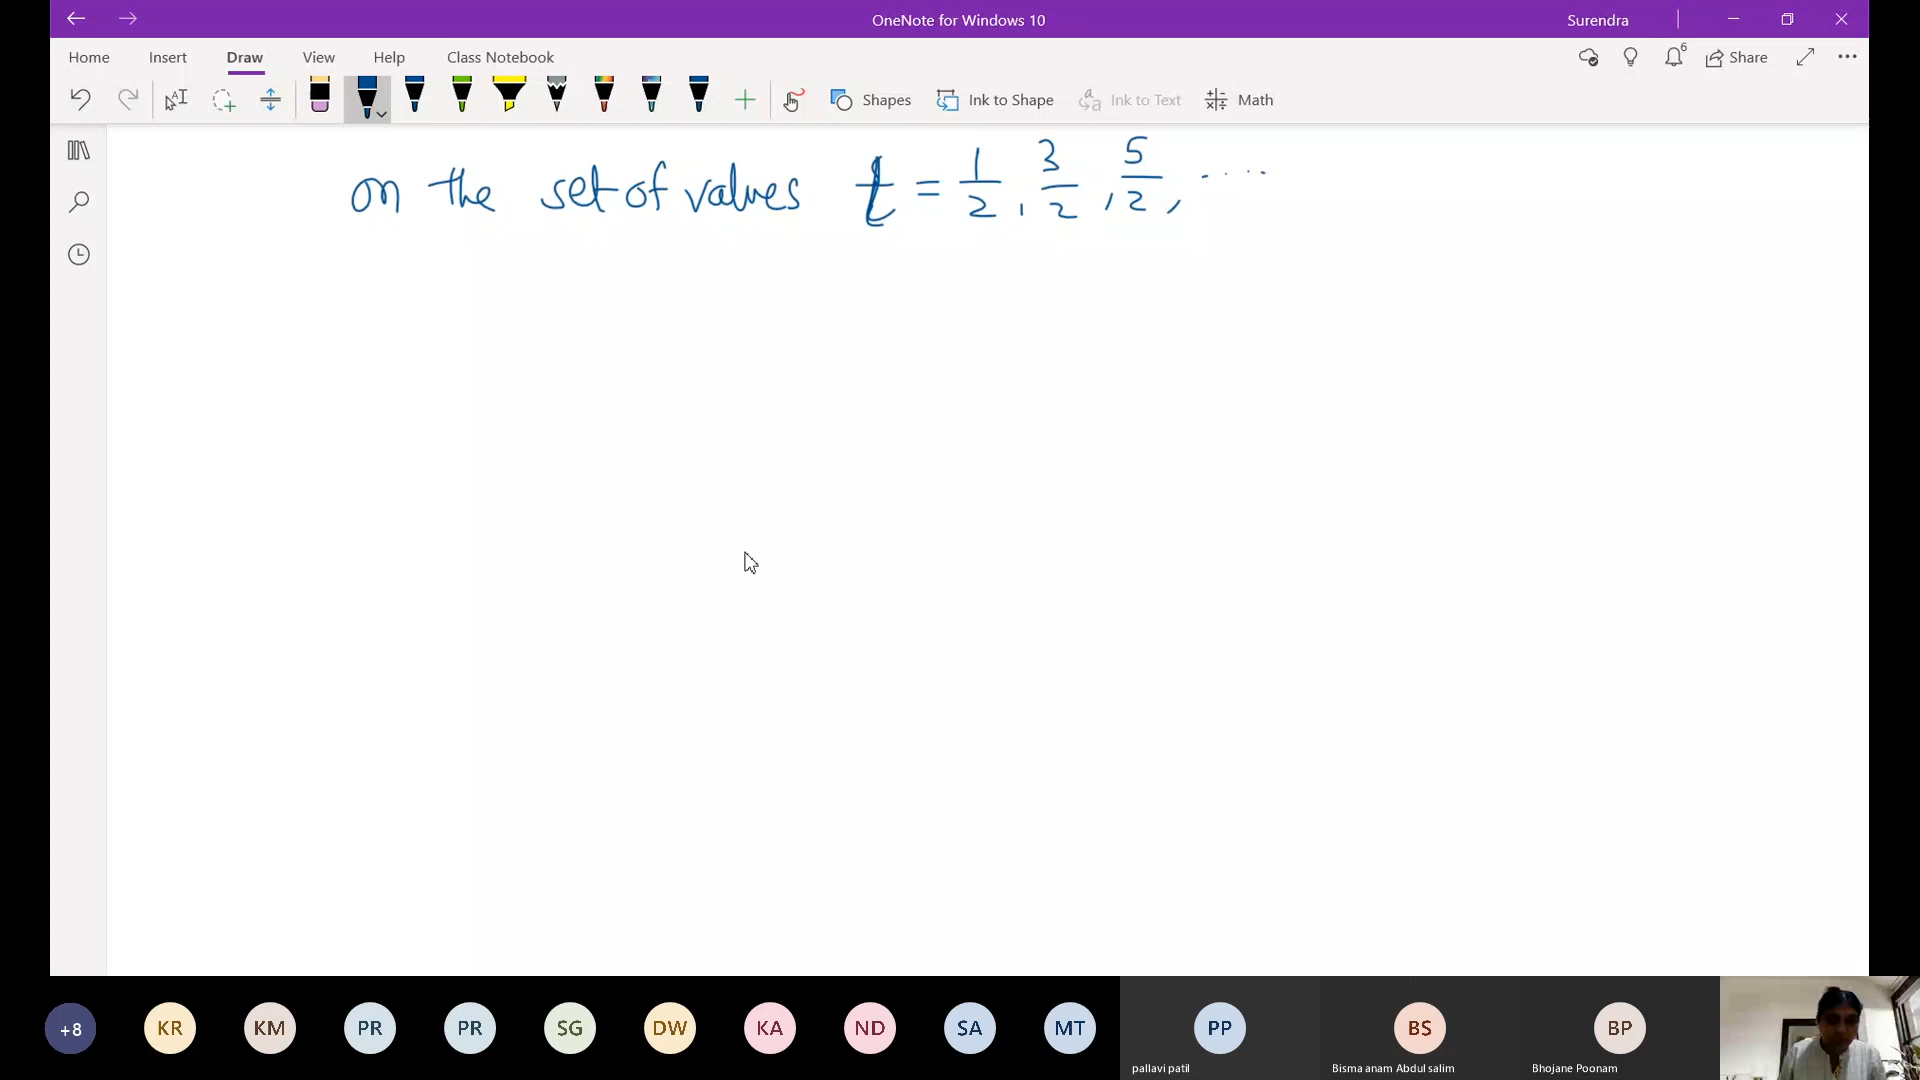 OneNote for Windows 10
Surendra
Home Insert Draw View Help Class Notebook
6
Share
Shapes Ink to Shape Ink to Text Math
on the set of values t = 1/2, 3/2, 5/2, ....
+8 KR KM PR PR SG DW KA ND SA MT PP BS BP
pallavi patil Bisma anam Abdul salim Bhojane Poonam